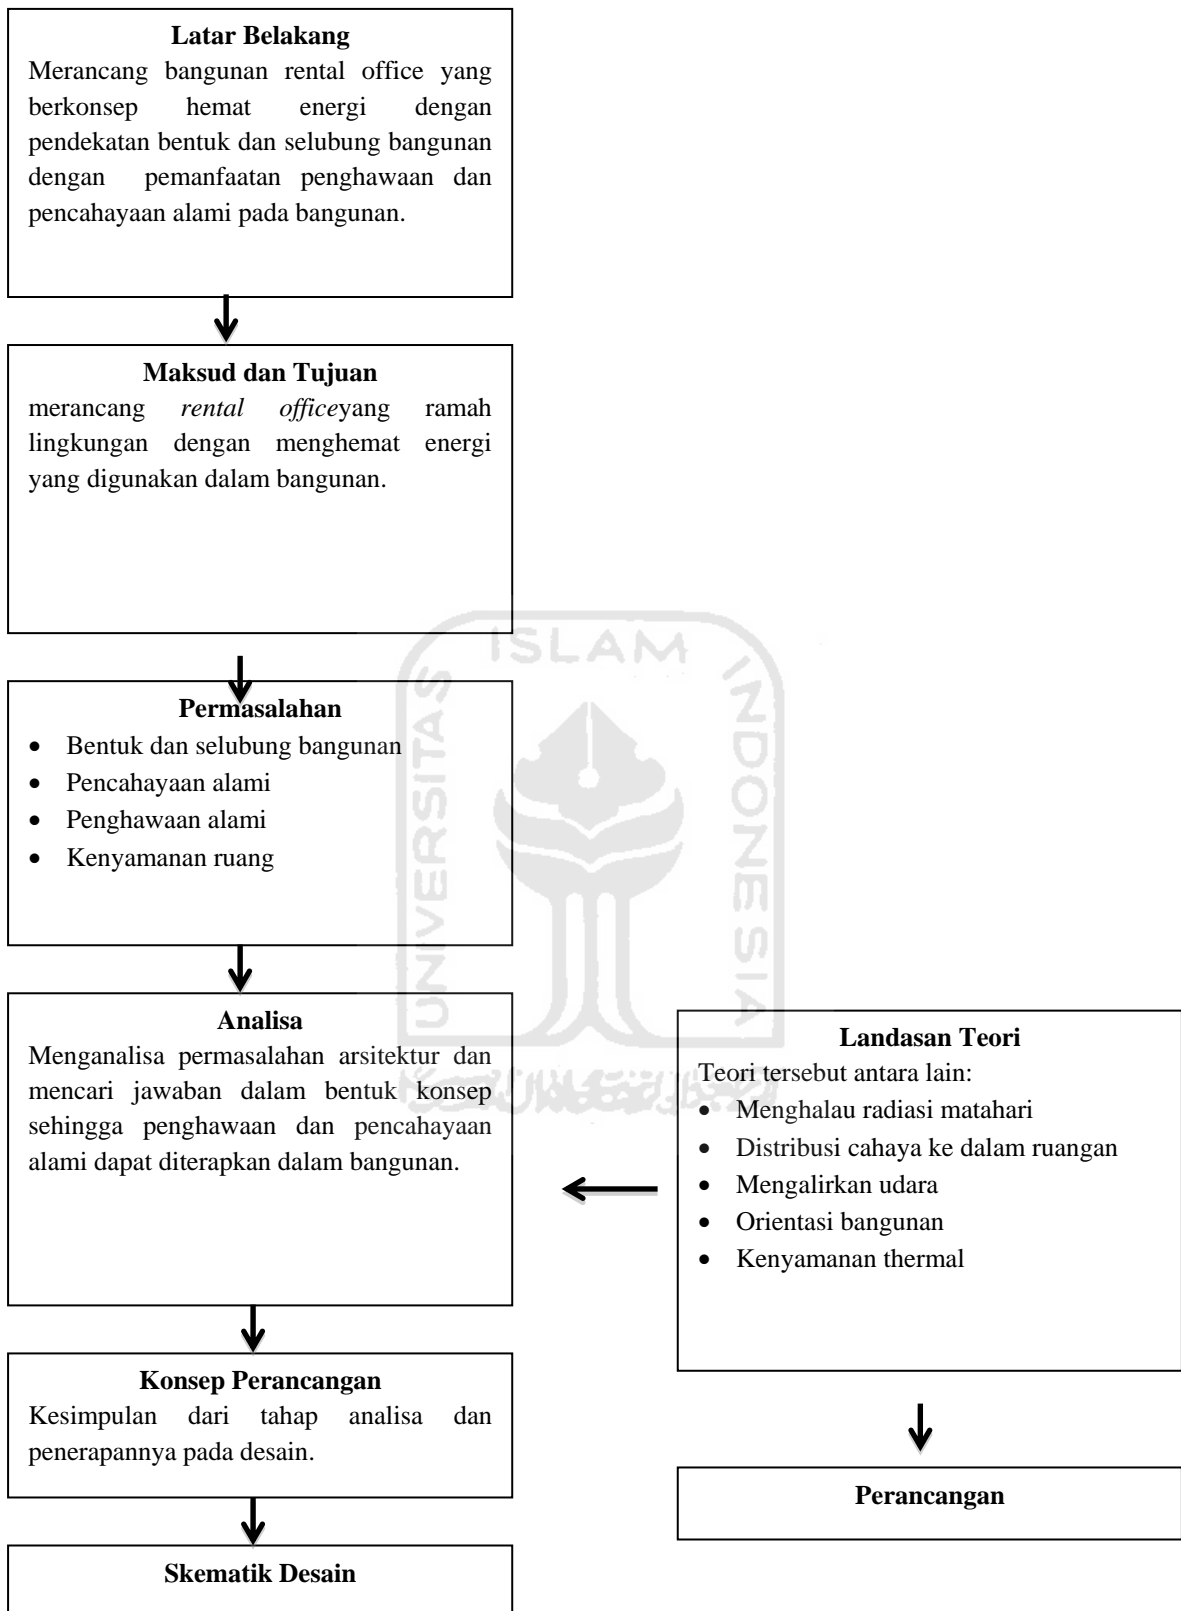 Latar Belakang
Merancang bangunan rental office yang
berkonsep hemat energi dengan
pendekatan bentuk dan selubung bangunan
dengan pemanfaatan penghawaan dan
pencahayaan alami pada bangunan.
Maksud dan Tujuan
merancang rental officeyang ramah
lingkungan dengan menghemat energi
yang digunakan dalam bangunan.
Permasalahan
• Bentuk dan selubung bangunan
• Pencahayaan alami
• Penghawaan alami
• Kenyamanan ruang
UNIVERSITAS
ISLAM
INDONESIA
Analisa
Menganalisa permasalahan arsitektur dan
mencari jawaban dalam bentuk konsep
sehingga penghawaan dan pencahayaan
alami dapat diterapkan dalam bangunan.
Landasan Teori
Teori tersebut antara lain:
• Menghalau radiasi matahari
• Distribusi cahaya ke dalam ruangan
• Mengalirkan udara
• Orientasi bangunan
• Kenyamanan thermal
Konsep Perancangan
Kesimpulan dari tahap analisa dan
penerapannya pada desain.
Perancangan
Skematik Desain